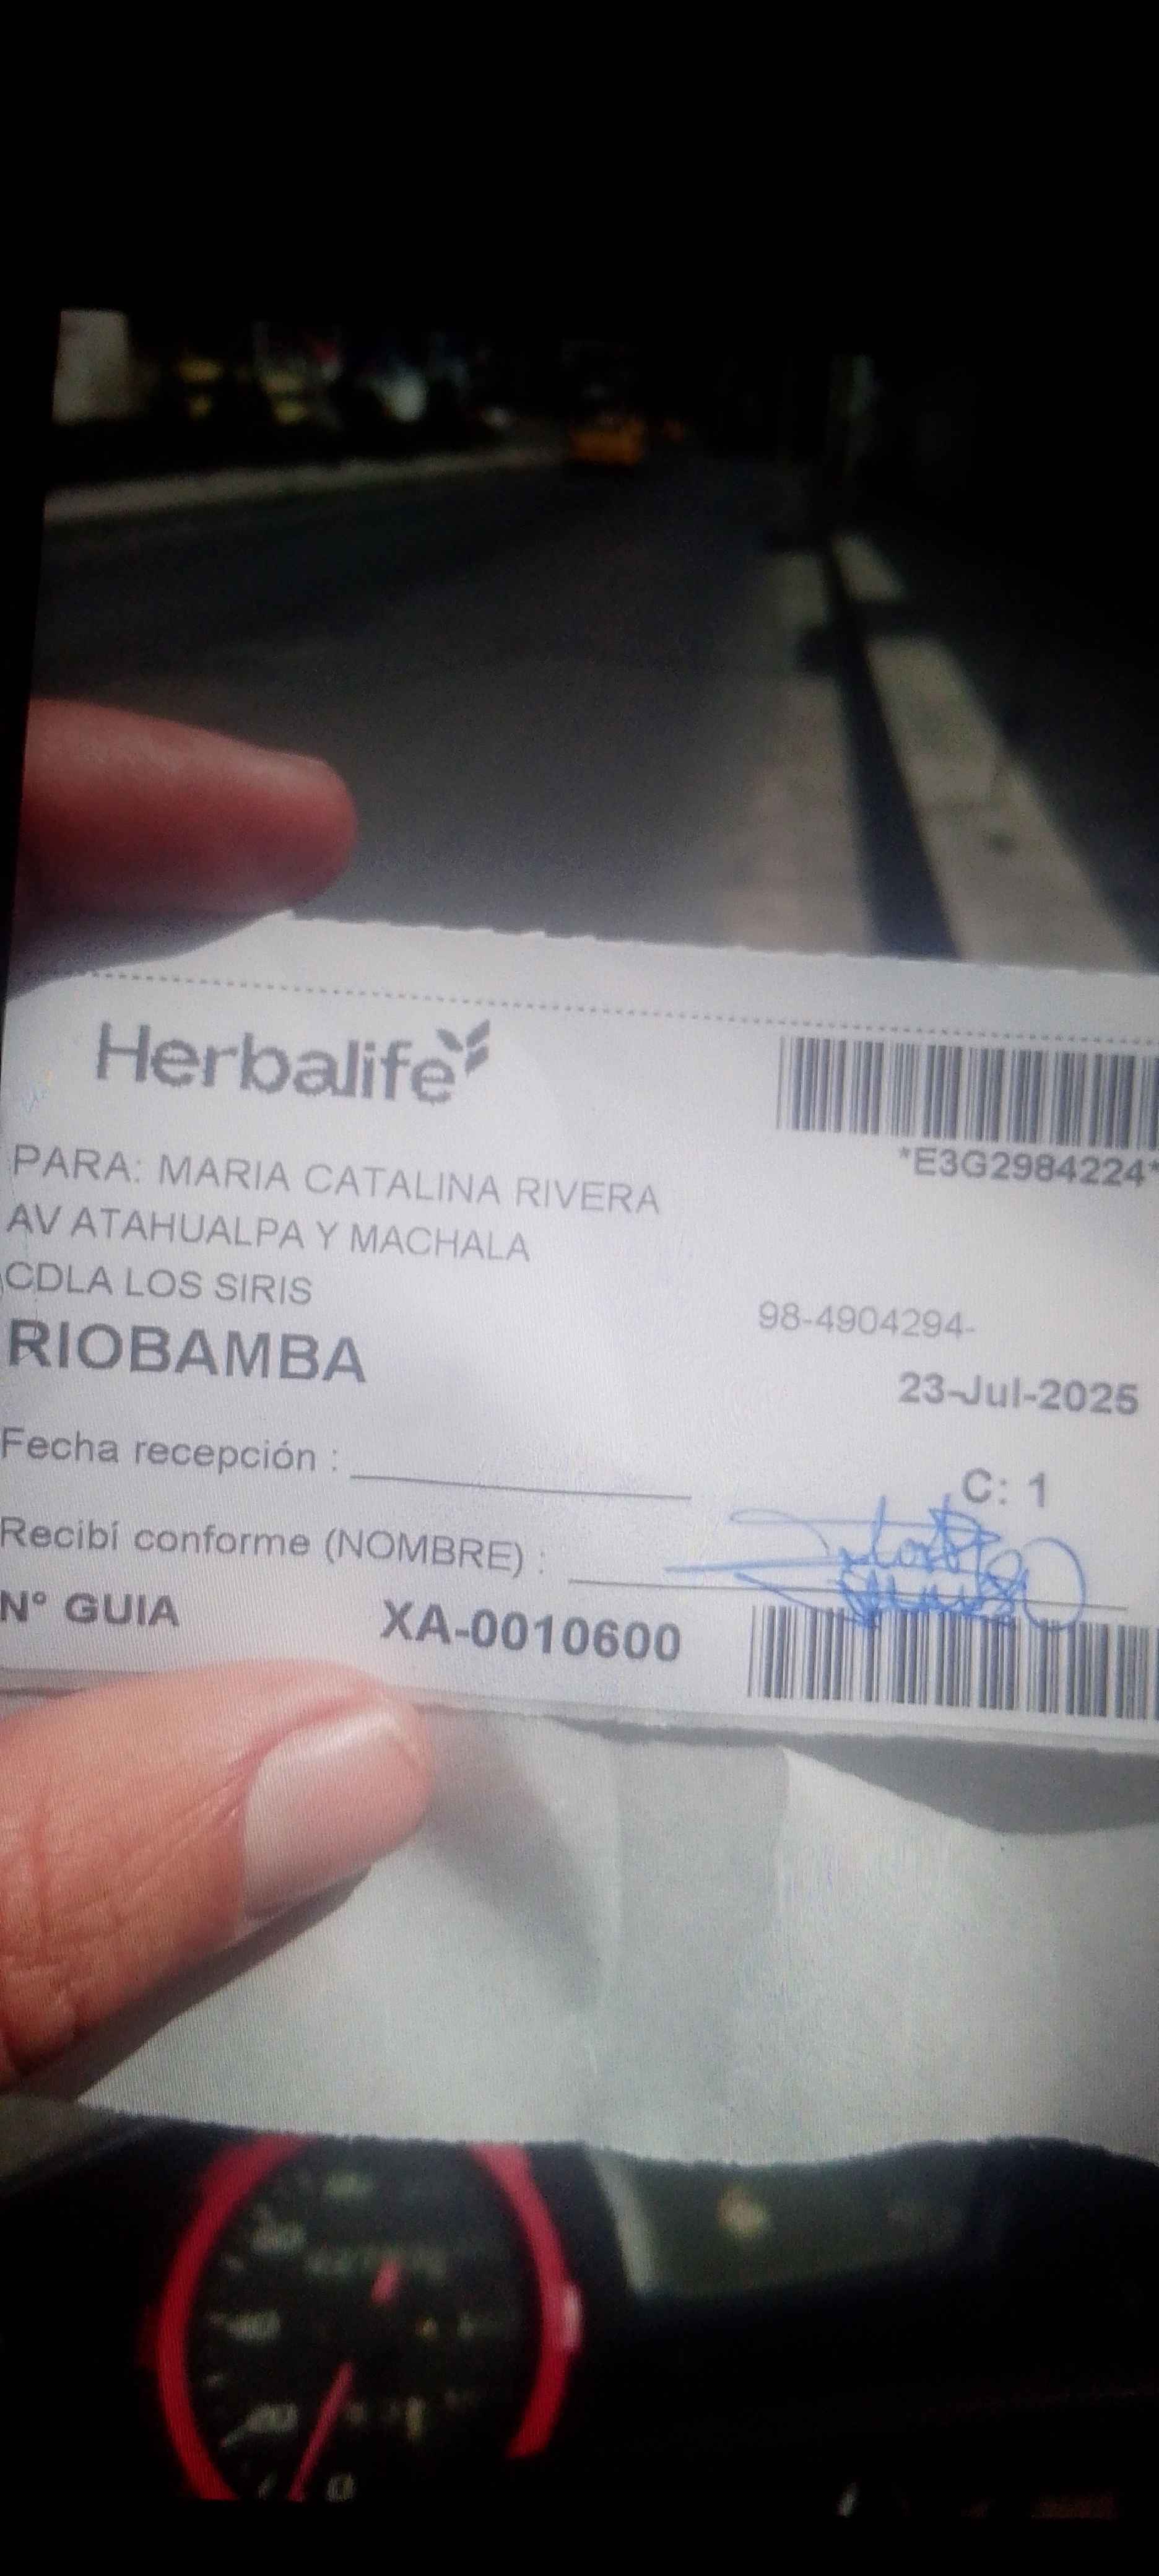 Herbalife
*E3G2984224*
PARA: MARIA CATALINA RIVERA
AV ATAHUALPA Y MACHALA
CDLA LOS SIRIS
98-4904294-
RIOBAMBA
23-Jul-2025
Fecha recepción :
C: 1
Recibí conforme (NOMBRE) :
N° GUIA XA-0010600